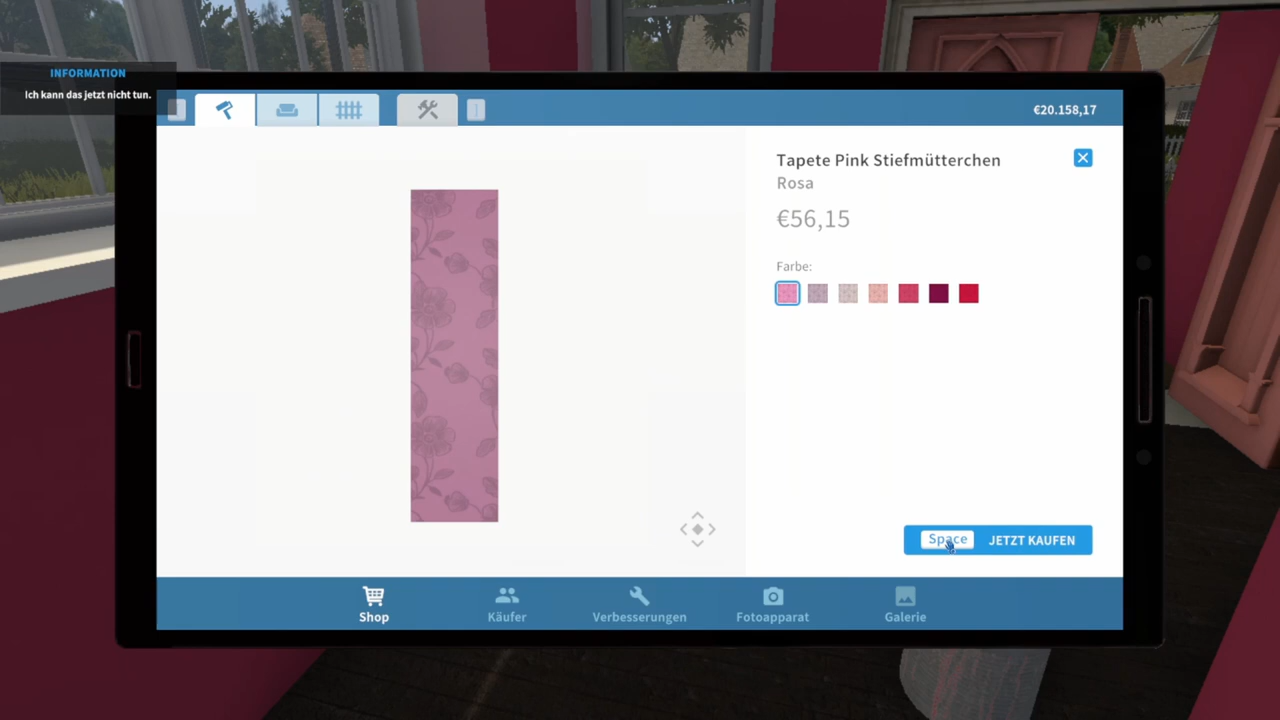 INFORMATION
Ich kann das jetzt nicht tun.
€20.158,17
Tapete Pink Stiefmütterchen
Rosa
€56,15
Farbe:
Space JETZT KAUFEN
Shop Käufer Verbesserungen Fotoapparat Galerie